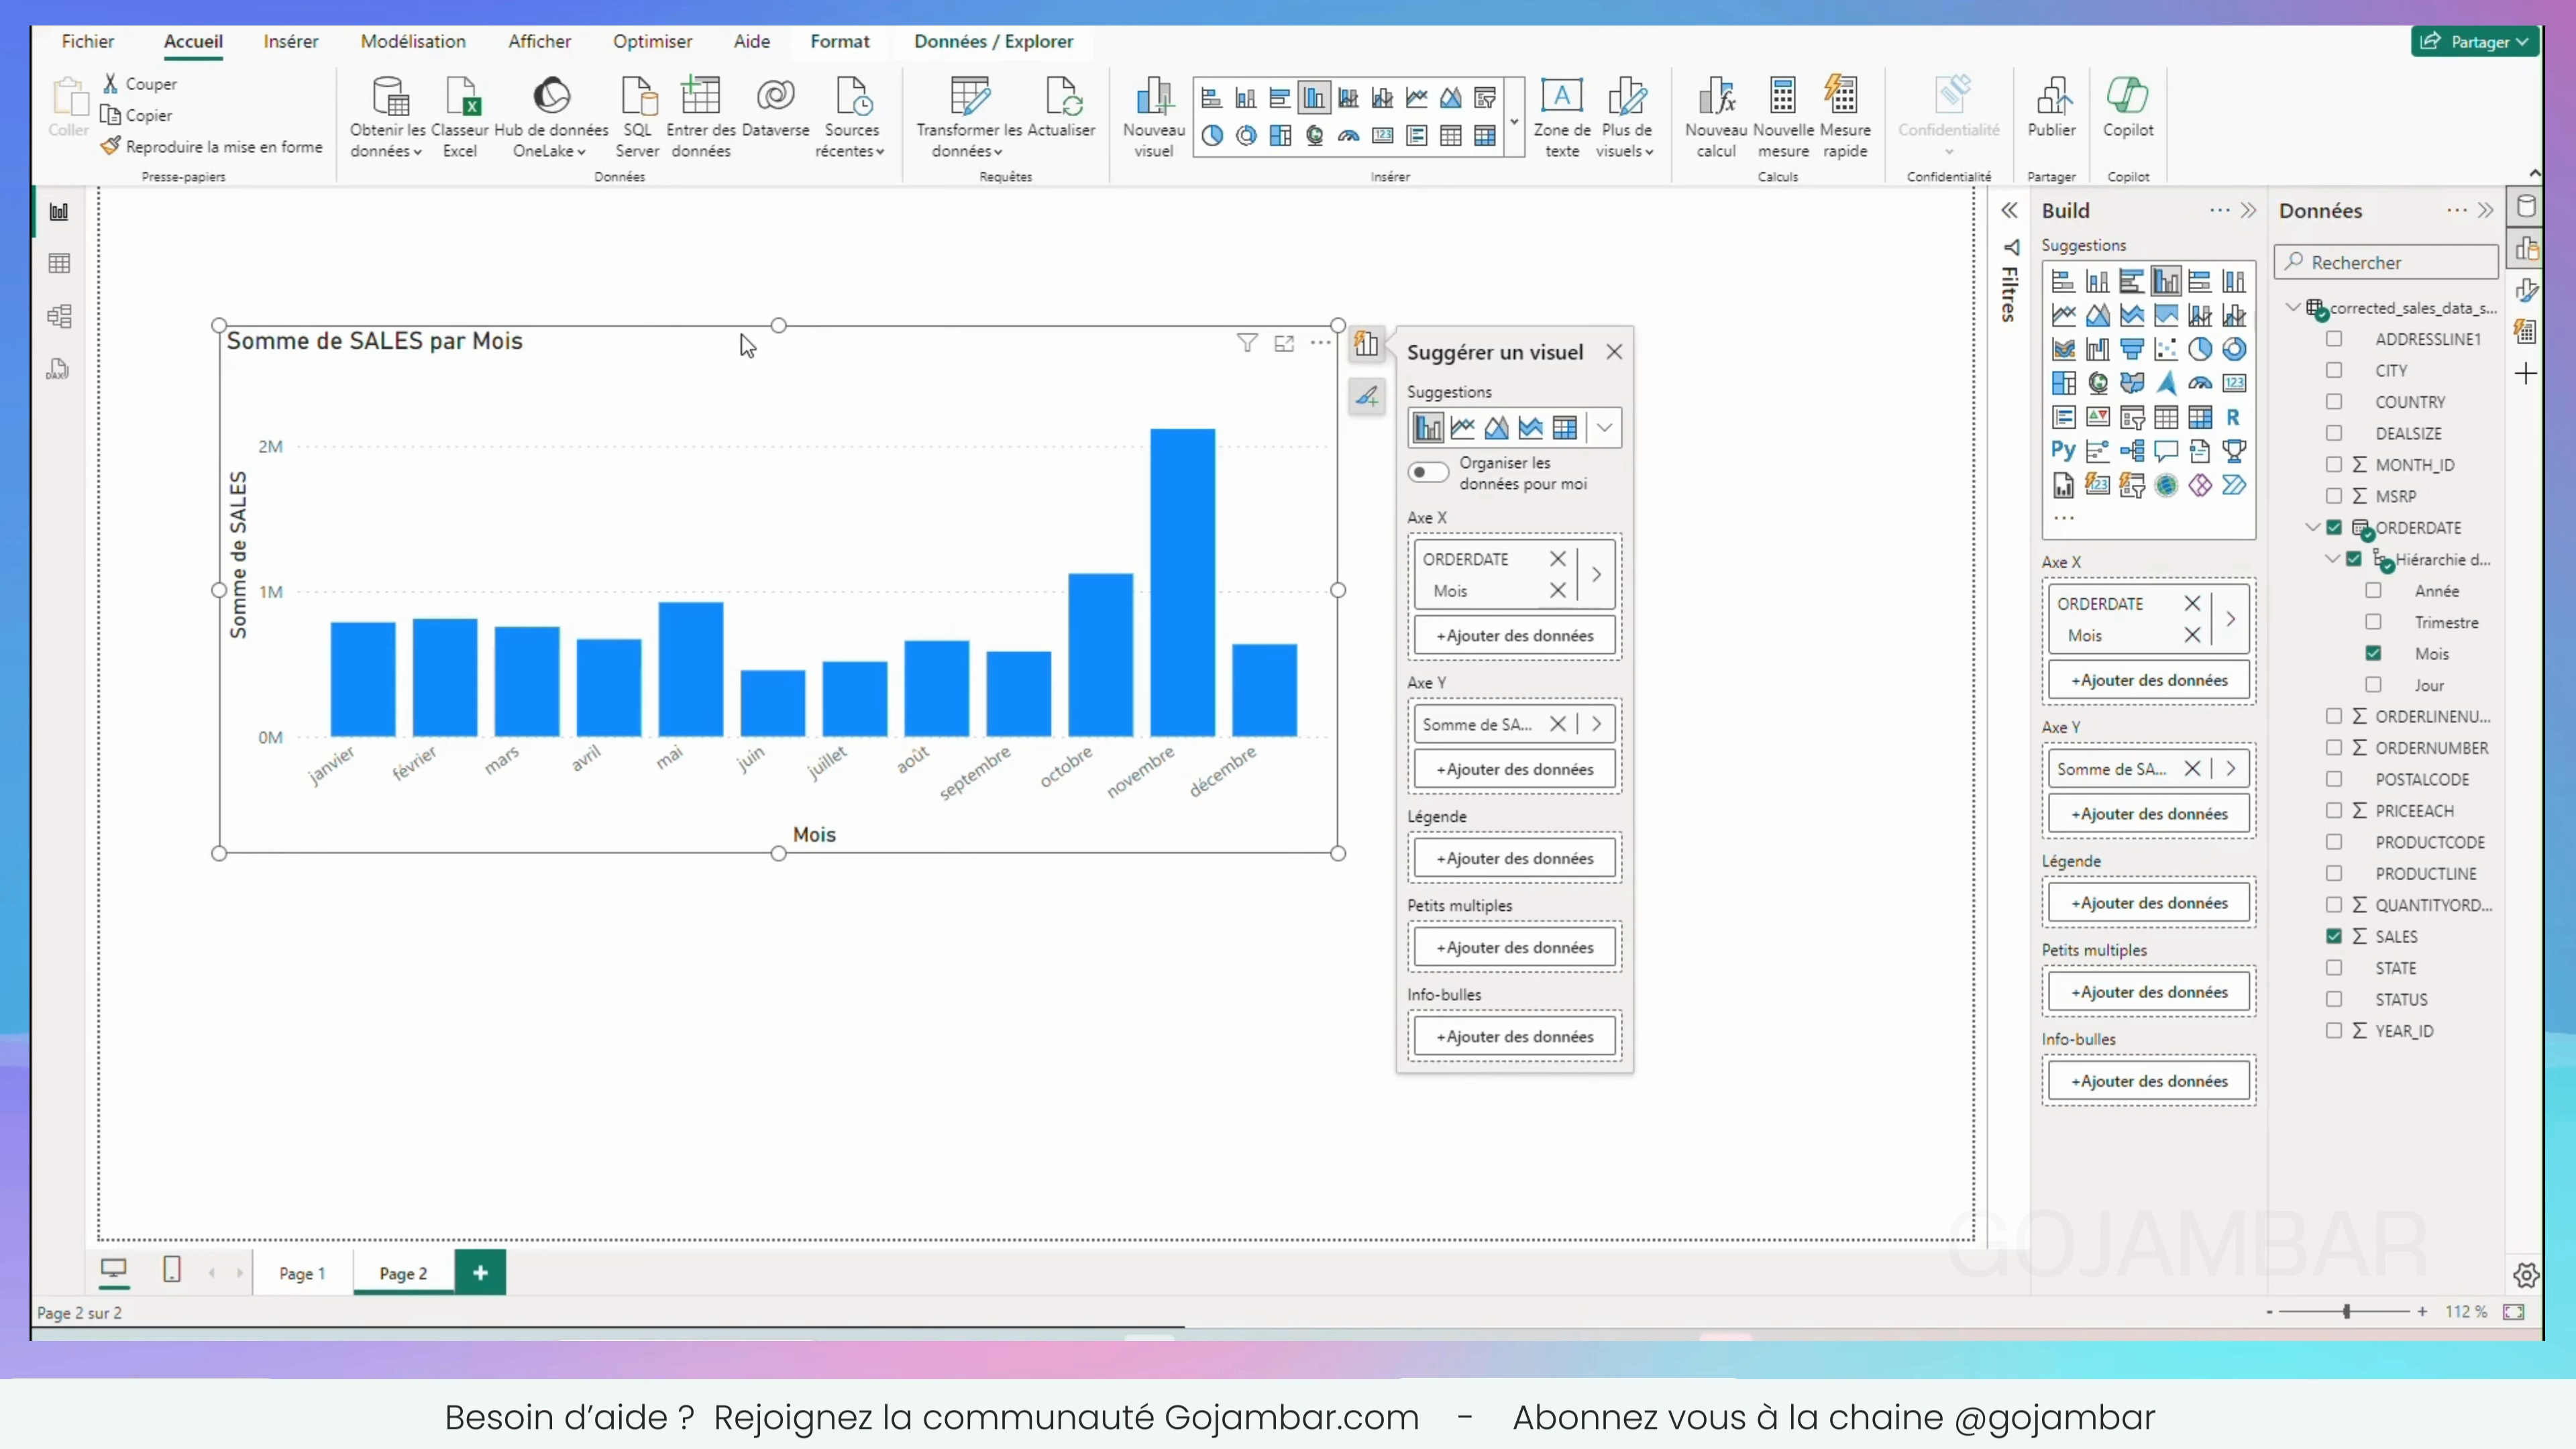 Fichier Accueil Insérer Modélisation Afficher Optimiser Aide Format Données / Explorer Partager
Coller
Couper
Copier
Reproduire la mise en forme
Presse-papiers
Obtenir les données
Classeur Excel
Hub de données OneLake
SQL Server
Entrer des données
Dataverse
Sources récentes
Données
Transformer les données
Actualiser
Requêtes
Nouveau visuel
123
Zone de texte
Plus de visuels
Insérer
Nouveau calcul
Nouvelle mesure
Mesure rapide
Calculs
Confidentialité
Confidentialité
Publier
Partager
Copilot
Copilot
DAX
Somme de SALES par Mois
Somme de SALES
2M
1M
0M
janvier
février
mars
avril
mai
juin
juillet
août
septembre
octobre
novembre
décembre
Mois
Suggérer un visuel
Suggestions
Organiser les
données pour moi
Axe X
ORDERDATE
Mois
+Ajouter des données
Axe Y
Somme de SA...
+Ajouter des données
Légende
+Ajouter des données
Petits multiples
+Ajouter des données
Info-bulles
+Ajouter des données
Filtres
Build
Suggestions
123
R
Py
123
Axe X
ORDERDATE
Mois
+Ajouter des données
Axe Y
Somme de SA...
+Ajouter des données
Légende
+Ajouter des données
Petits multiples
+Ajouter des données
Info-bulles
+Ajouter des données
Données
Rechercher
corrected_sales_data_s...
ADDRESSLINE1
CITY
COUNTRY
DEALSIZE
∑ MONTH_ID
∑ MSRP
ORDERDATE
Hiérarchie d...
Année
Trimestre
Mois
Jour
∑ ORDERLINENU...
∑ ORDERNUMBER
POSTALCODE
∑ PRICEEACH
PRODUCTCODE
PRODUCTLINE
∑ QUANTITYORD...
∑ SALES
STATE
STATUS
∑ YEAR_ID
GOJAMBAR
Page 1 Page 2 +
Page 2 sur 2
- + 112 %
Besoin d'aide ? Rejoignez la communauté Gojambar.com - Abonnez vous à la chaine @gojambar